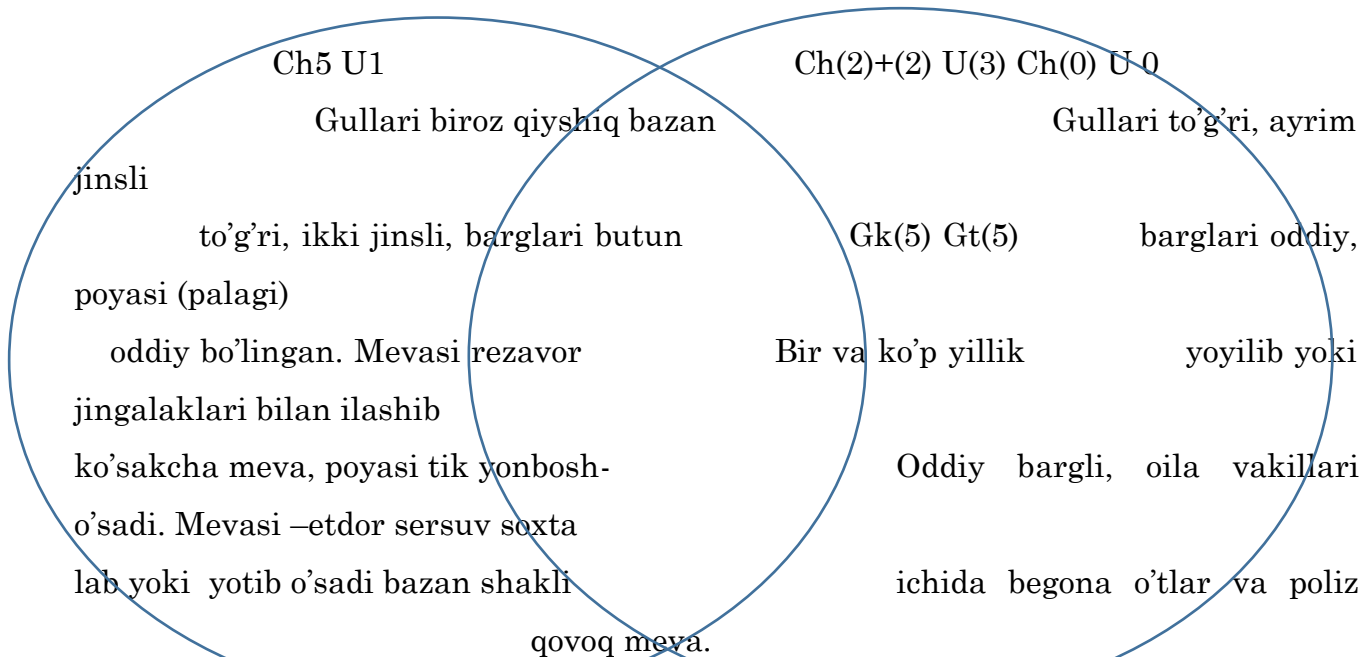 Ch5 U1 Ch(2)+(2) U(3) Ch(0) U 0
Gullari biroz qiyshiq bazan Gullari to’g’ri, ayrim
jinsli
to’g’ri, ikki jinsli, barglari butun Gk(5) Gt(5) barglari oddiy,
poyasi (palagi)
oddiy bo’lingan. Mevasi rezavor Bir va ko’p yillik yoyilib yoki
jingalaklari bilan ilashib
ko’sakcha meva, poyasi tik yonbosh- Oddiy bargli, oila vakillari
o’sadi. Mevasi –etdor sersuv soxta
lab yoki yotib o’sadi bazan shakli ichida begona o’tlar va poliz
qovoq meva.